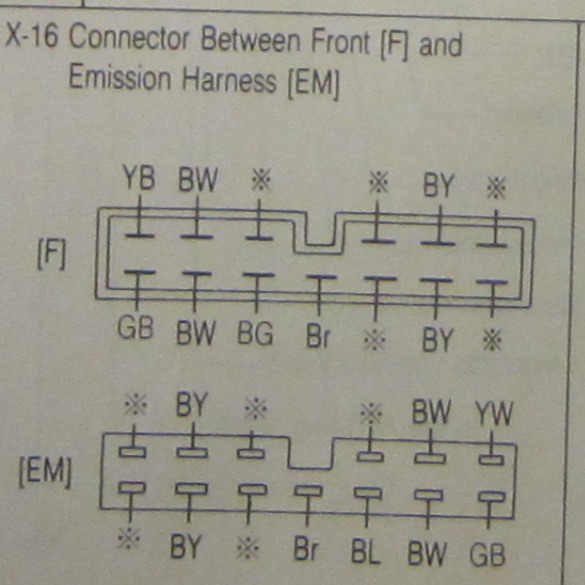 X-16 Connector Between Front [F] and
Emission Harness [EM]
YB BW ※ ※ BY ※
[F]
GB BW BG Br ※ BY ※
※ BY ※ ※ BW YW
[EM]
※ BY ※ Br BL BW GB